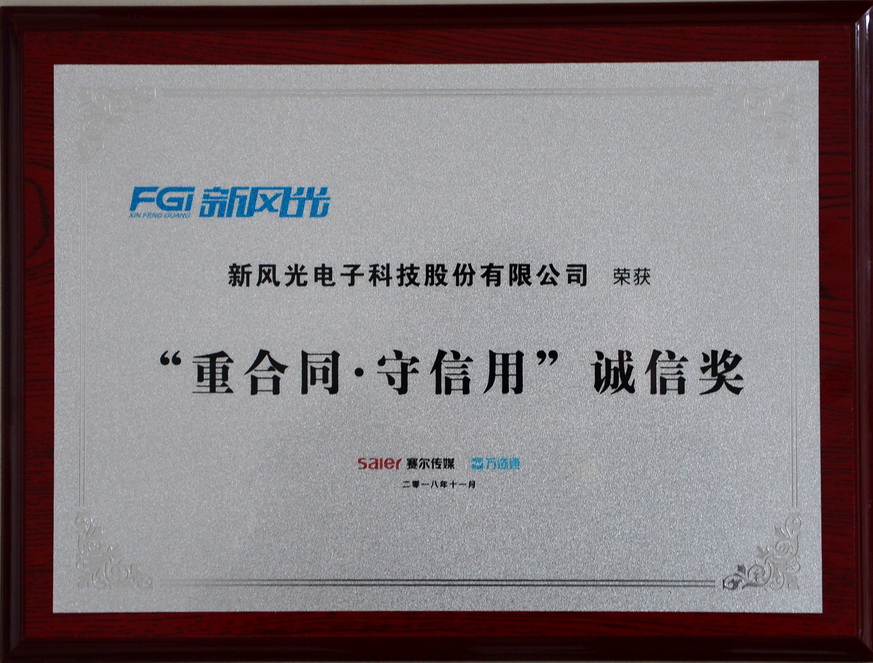 FGI 新风光
XIN FENG GUANG
新风光电子科技股份有限公司 荣获
“重合同·守信用”诚信奖
saier 赛尔传媒 万选通
二零一八年十一月